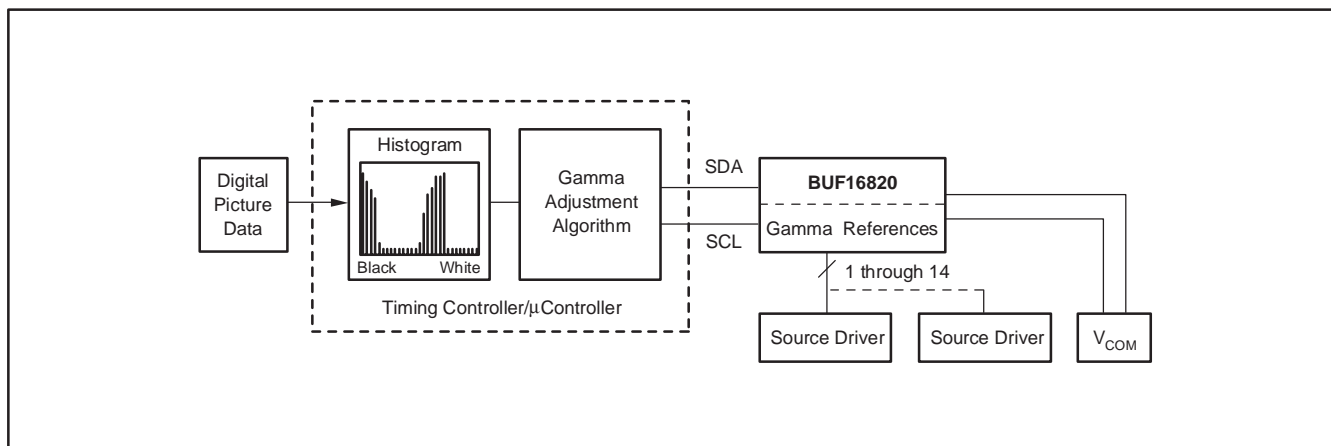 Digital
Picture
Data
Histogram
Black White
Gamma
Adjustment
Algorithm
Timing Controller/μController
SDA
SCL
BUF16820
Gamma References
1 through 14
Source Driver
Source Driver
VCOM